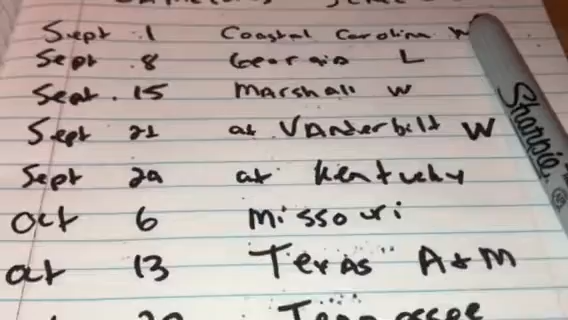 Sept 1 Coastal Carolina W
Sept 8 Georgia L
Sept. 15 Marshall W
Sept 21 at Vanderbilt W
Sept 29 at Kentucky
Oct 6 Missouri
Oct 13 Texas A+M
Tennessee
Sharpie